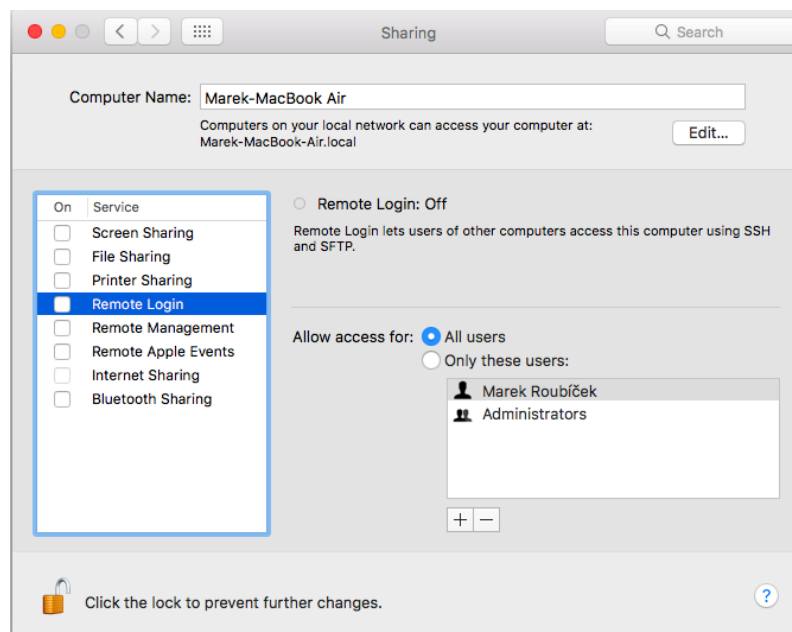 Sharing
Search
Computer Name: Marek-MacBook Air
Computers on your local network can access your computer at:
Marek-MacBook-Air.local
Edit...
On Service
Screen Sharing
File Sharing
Printer Sharing
Remote Login
Remote Management
Remote Apple Events
Internet Sharing
Bluetooth Sharing
Remote Login: Off
Remote Login lets users of other computers access this computer using SSH
and SFTP.
Allow access for: All users
Only these users:
Marek Roubíček
Administrators
+ −
Click the lock to prevent further changes.
?